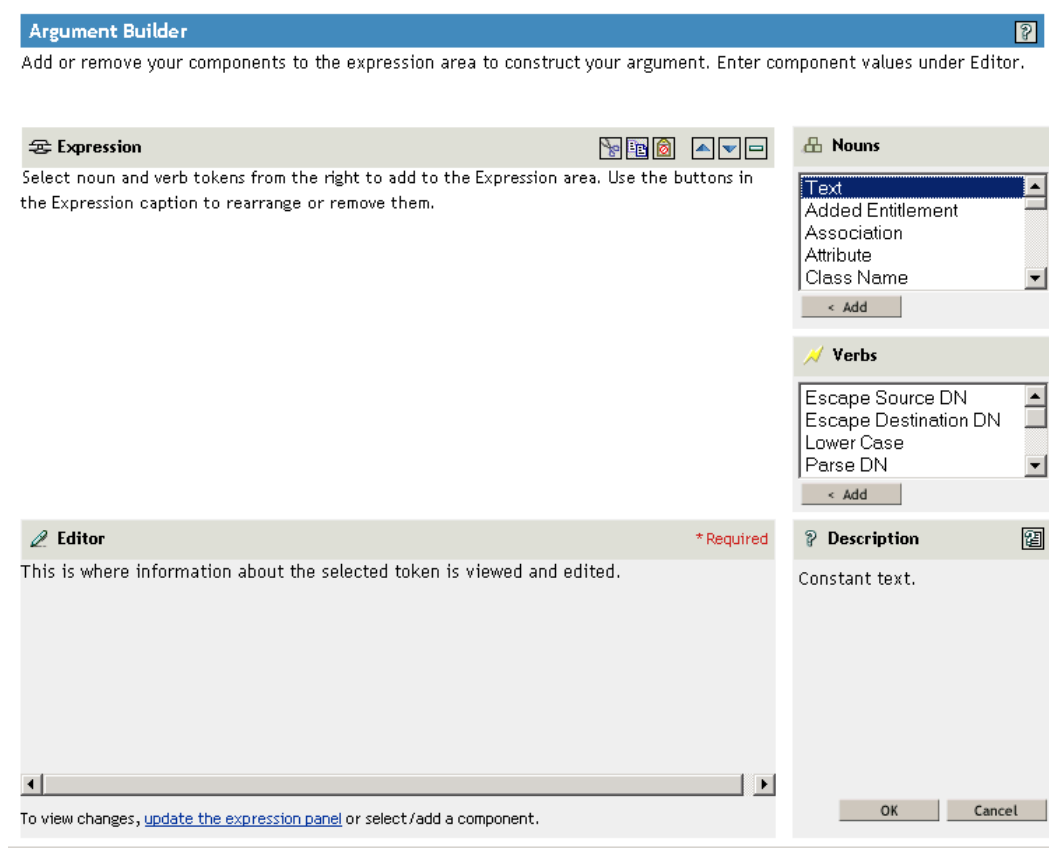 Argument Builder
Add or remove your components to the expression area to construct your argument. Enter component values under Editor.
Expression
Select noun and verb tokens from the right to add to the Expression area. Use the buttons in
the Expression caption to rearrange or remove them.
Nouns
Text
Added Entitlement
Association
Attribute
Class Name
< Add
Verbs
Escape Source DN
Escape Destination DN
Lower Case
Parse DN
< Add
Editor
* Required
This is where information about the selected token is viewed and edited.
To view changes, update the expression panel or select/add a component.
Description
Constant text.
OK
Cancel